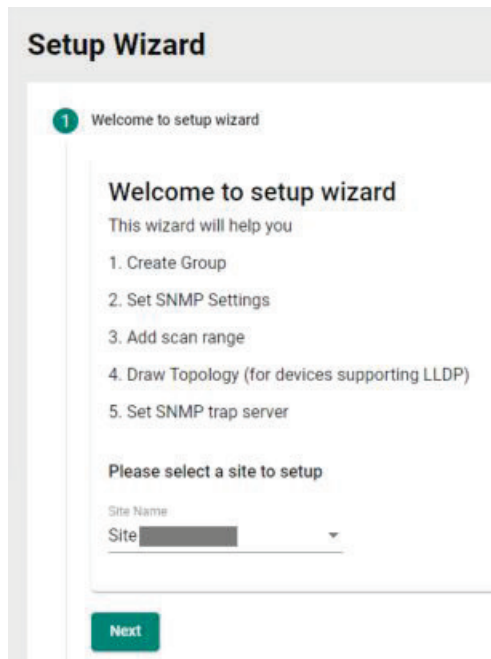 Setup Wizard
1 Welcome to setup wizard
Welcome to setup wizard
This wizard will help you
1. Create Group
2. Set SNMP Settings
3. Add scan range
4. Draw Topology (for devices supporting LLDP)
5. Set SNMP trap server
Please select a site to setup
Site Name
Site
Next